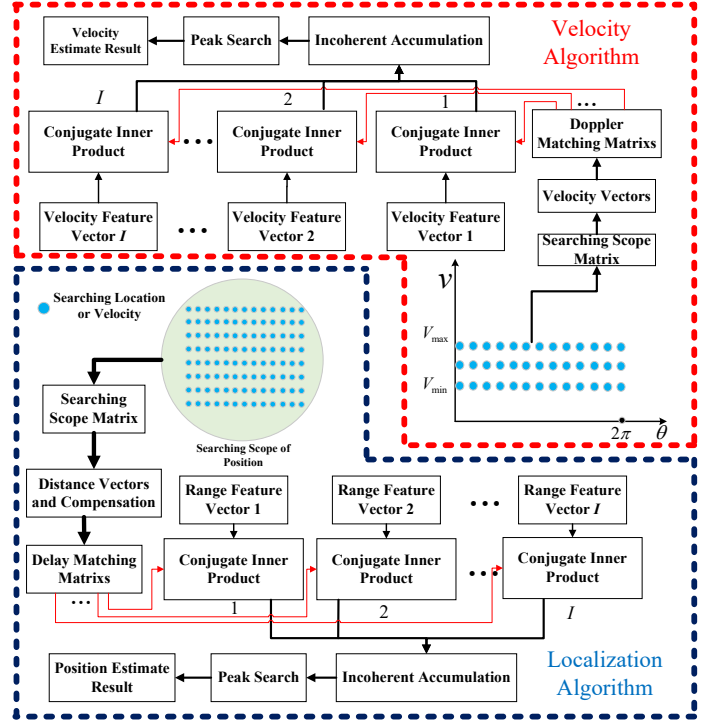 Velocity
Estimate Result
Peak Search
Incoherent Accumulation
Velocity
Algorithm
I
2
1
...
Conjugate Inner
Product
...
Conjugate Inner
Product
Conjugate Inner
Product
Doppler
Matching Matrixs
Velocity Feature
Vector I
...
Velocity Feature
Vector 2
Velocity Feature
Vector 1
Velocity Vectors
Searching Scope
Matrix
v
Vmax
Vmin
2π
θ
Searching Location
or Velocity
Searching
Scope Matrix
Searching Scope of
Position
Distance Vectors
and Compensation
Range Feature
Vector 1
Range Feature
Vector 2
...
Range Feature
Vector I
Delay Matching
Matrixs
...
Conjugate Inner
Product
Conjugate Inner
Product
...
Conjugate Inner
Product
1
2
I
Position Estimate
Result
Peak Search
Incoherent Accumulation
Localization
Algorithm